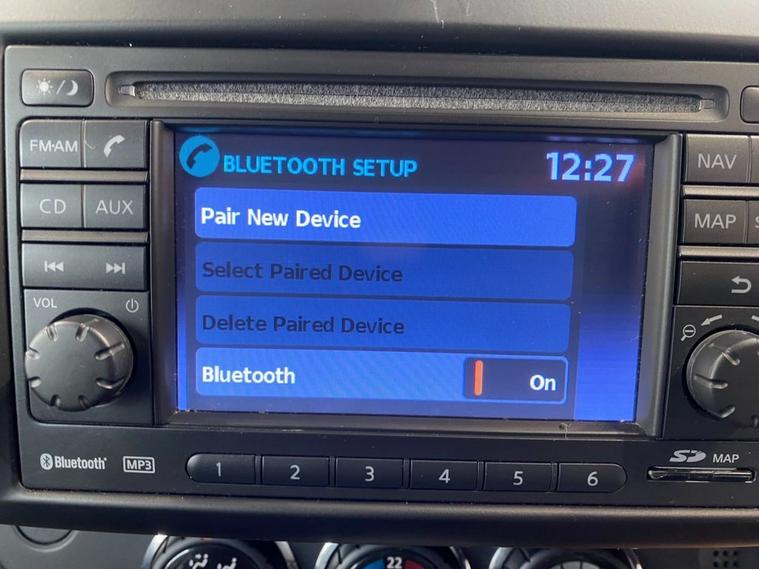 FM·AM
CD AUX
VOL
BLUETOOTH SETUP 12:27
Pair New Device
Select Paired Device
Delete Paired Device
Bluetooth On
NAV
MAP
Bluetooth® MP3
1 2 3 4 5 6
SD MAP
22